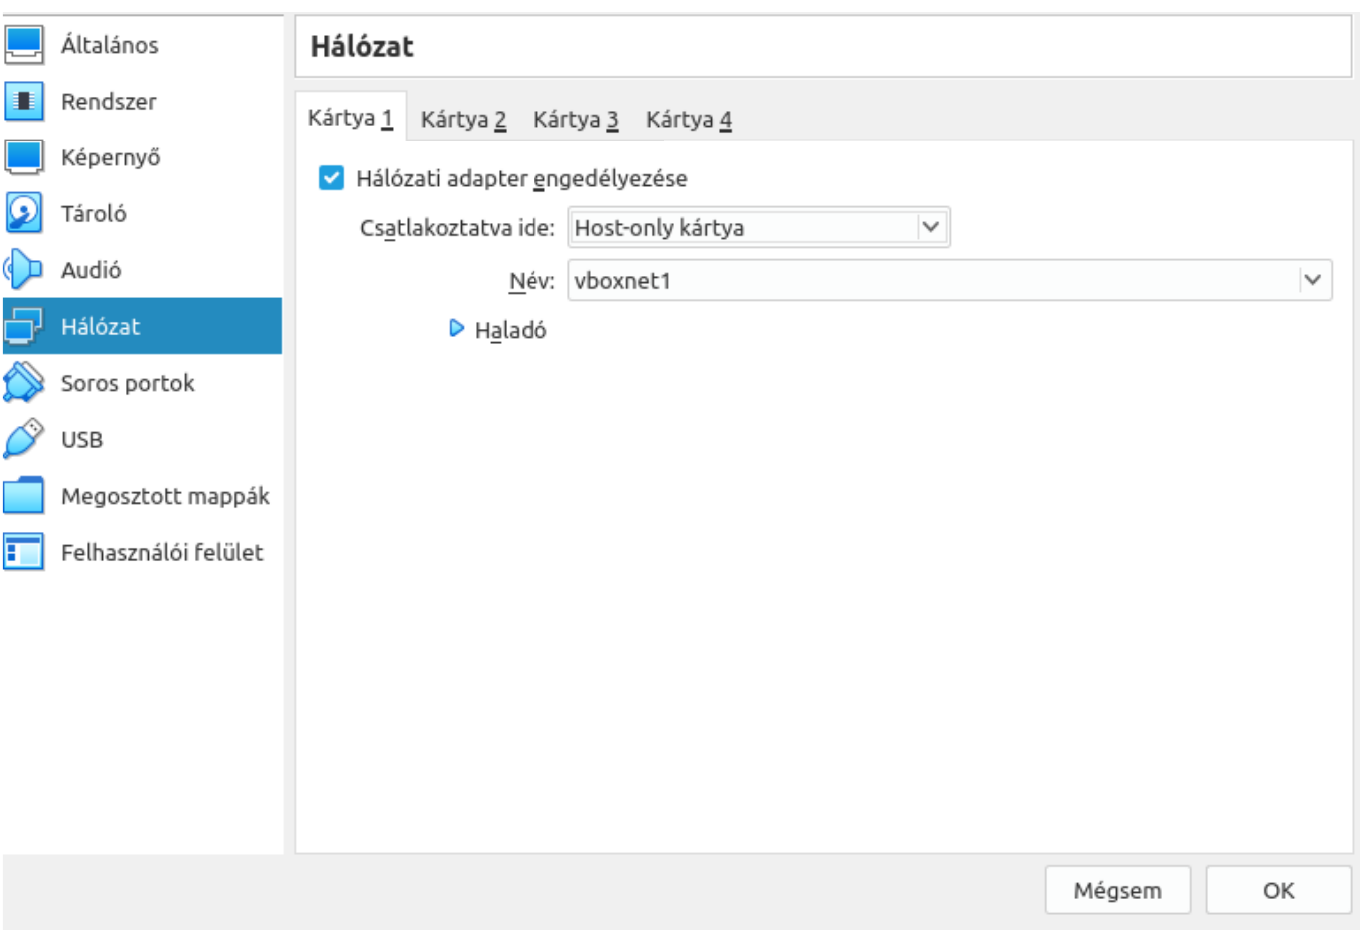 Általános
Rendszer
Képernyő
Tároló
Audió
Hálózat
Soros portok
USB
Megosztott mappák
Felhasználói felület
Hálózat
Kártya 1 Kártya 2 Kártya 3 Kártya 4
Hálózati adapter engedélyezése
Csatlakoztatva ide: Host-only kártya
Név: vboxnet1
Haladó
Mégsem OK